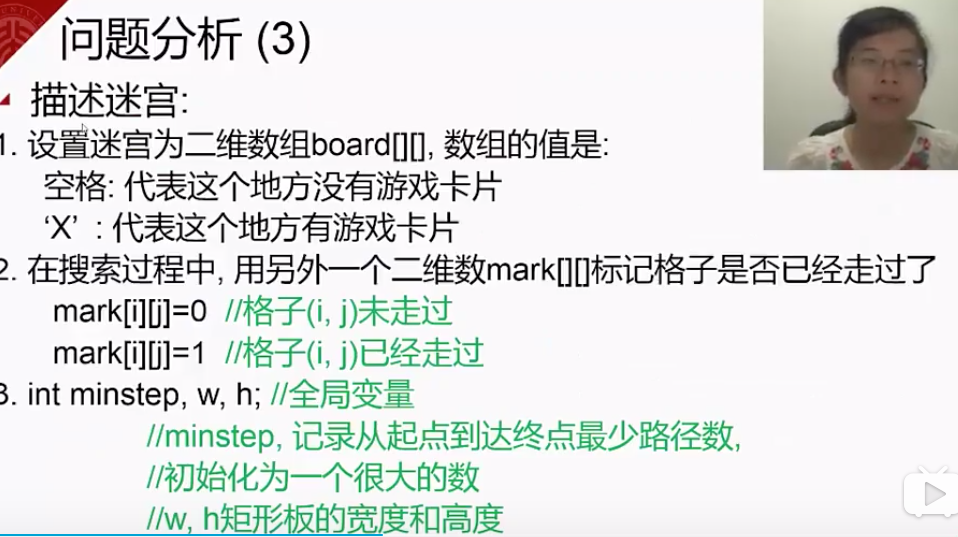 问题分析 (3)
描述迷宫:
1. 设置迷宫为二维数组board[][], 数组的值是:
空格: 代表这个地方没有游戏卡片
‘X’ : 代表这个地方有游戏卡片
2. 在搜索过程中, 用另外一个二维数mark[][]标记格子是否已经走过了
mark[i][j]=0 //格子(i, j)未走过
mark[i][j]=1 //格子(i, j)已经走过
3. int minstep, w, h; //全局变量
//minstep, 记录从起点到达终点最少路径数,
//初始化为一个很大的数
//w, h矩形板的宽度和高度